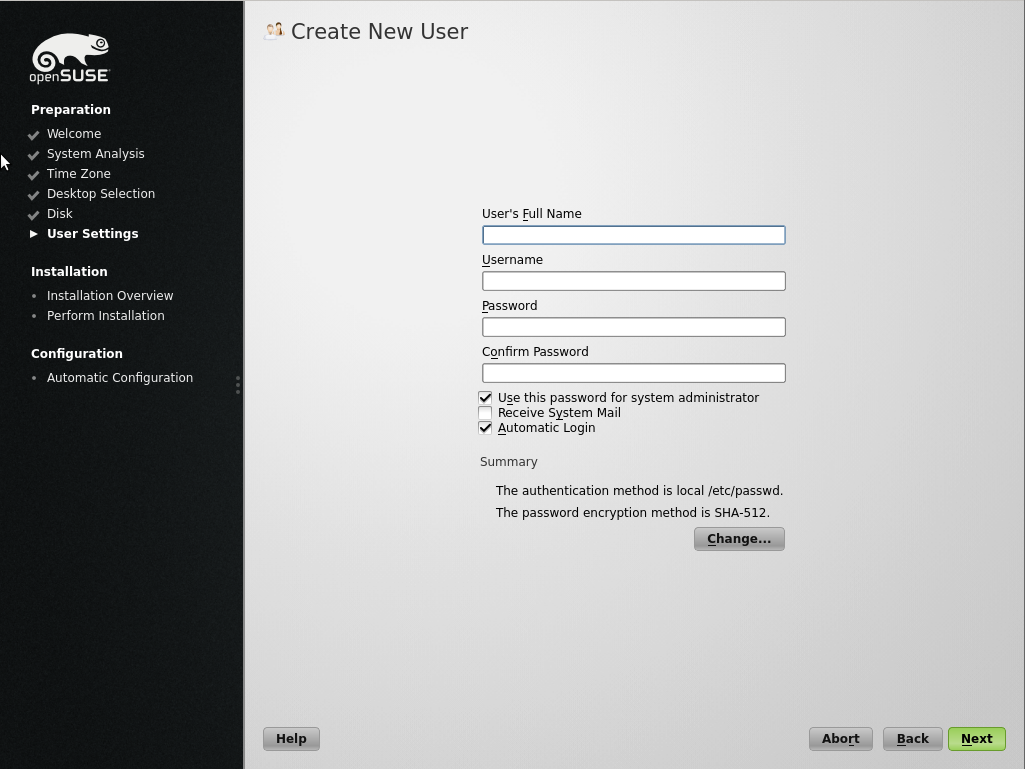 openSUSE
Preparation
Welcome
System Analysis
Time Zone
Desktop Selection
Disk
User Settings
Installation
Installation Overview
Perform Installation
Configuration
Automatic Configuration
Create New User
User's Full Name
Username
Password
Confirm Password
Use this password for system administrator
Receive System Mail
Automatic Login
Summary
The authentication method is local /etc/passwd.
The password encryption method is SHA-512.
Change...
Help
Abort
Back
Next